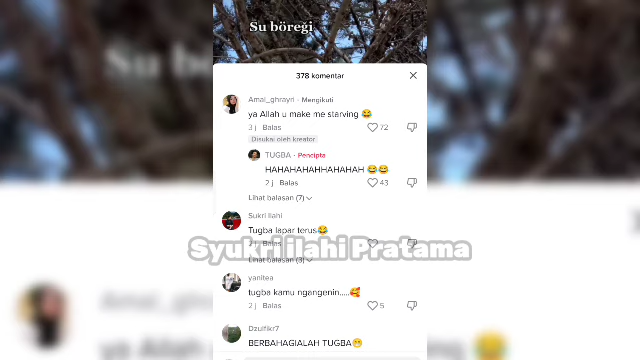 Su böreği
378 komentar
Amal_ghrayri · Mengikuti
ya Allah u make me starving 😂
3 j Balas 72
Disukai oleh kreator
TUGBA · Pencipta
HAHAHAHAHHAHAHAH 😂😂
2 j Balas 43
Lihat balasan (7)
Sukri Ilahi
Tugba lapar terus😂
Syukri Ilahi Pratama
2 j Balas
Lihat balasan (3)
yanitea
tugba kamu ngangenin.....🥰
2 j Balas 5
Dzulfikr7
BERBAHAGIALAH TUGBA😁